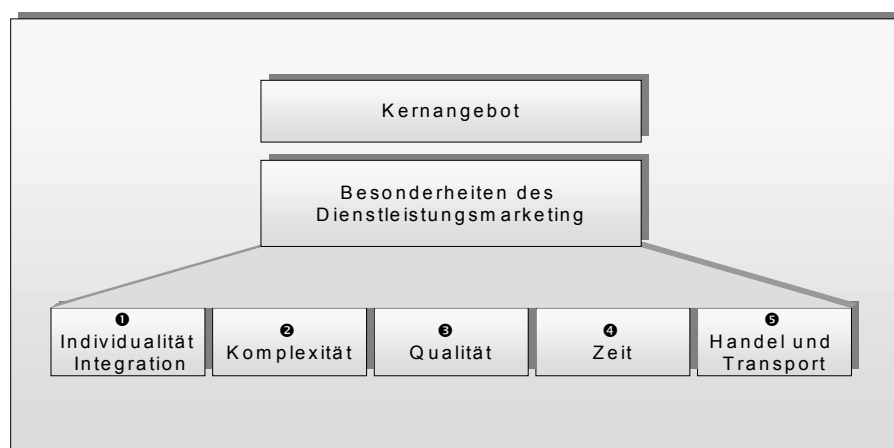 Kernangebot
Besonderheiten des
Dienstleistungsmarketing
❶
Individualität
Integration
❷
Komplexität
❸
Qualität
❹
Zeit
❺
Handel und
Transport